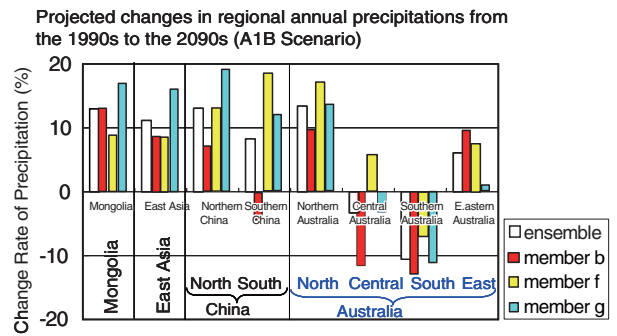 Projected changes in regional annual precipitations from
the 1990s to the 2090s (A1B Scenario)
Change Rate of Precipitation (%)
20
10
0
-10
-20
Mongolia
East Asia
Northern
China
Southern
China
Northern
Australia
Central
Australia
Southern
Australia
E.eastern
Australia
Mongolia
East Asia
North South
China
North Central South East
Australia
ensemble
member b
member f
member g